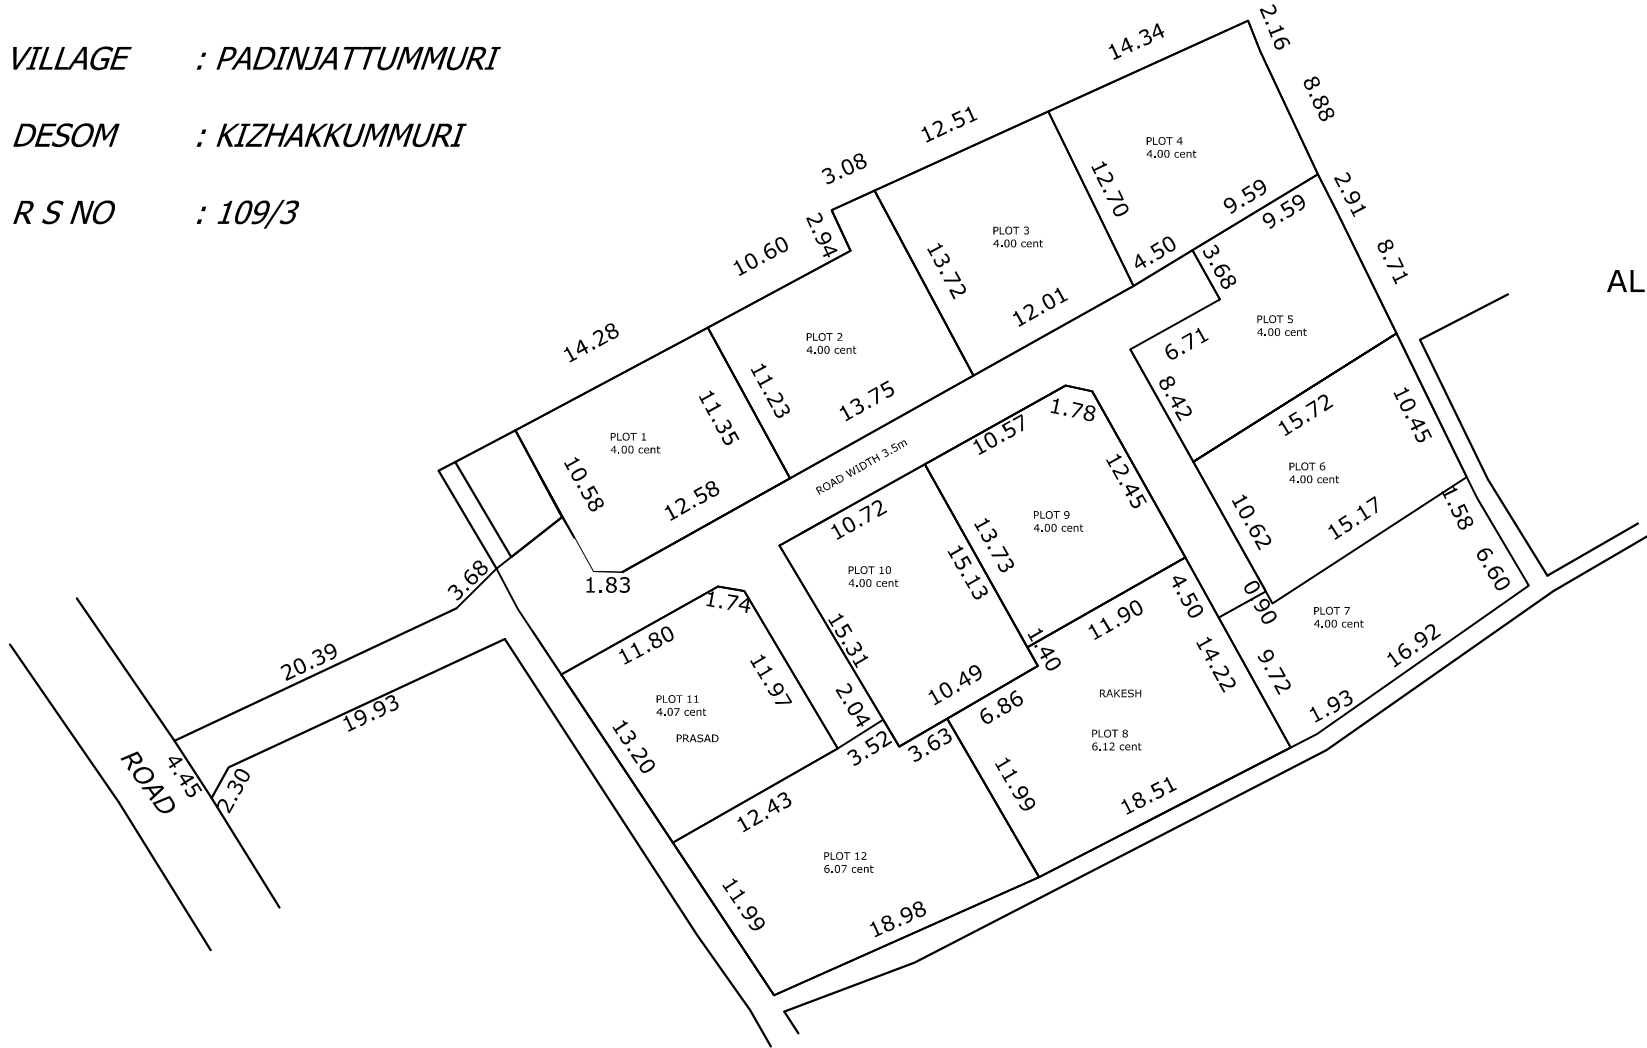 VILLAGE : PADINJATTUMMURI
DESOM : KIZHAKKUMMURI
R S NO : 109/3
2.16
14.34
8.88
12.51
PLOT 4
4.00 cent
3.08
12.70
9.59
9.59
2.91
2.94
PLOT 3
4.00 cent
10.60
4.50
3.68
8.71
13.72
AL
12.01
PLOT 5
4.00 cent
14.28
PLOT 2
4.00 cent
6.71
11.23
8.42
13.75
11.35
1.78
15.72
10.45
PLOT 1
4.00 cent
10.57
ROAD WIDTH 3.5m
PLOT 6
4.00 cent
10.58
12.45
12.58
1.58
10.72
PLOT 9
4.00 cent
10.62
15.17
13.73
15.13
PLOT 10
4.00 cent
3.68
1.83
6.60
1.74
4.50
0.90
PLOT 7
4.00 cent
11.90
11.80
15.31
1.40
16.92
20.39
14.22
9.72
11.97
10.49
RAKESH
PLOT 11
4.07 cent
2.04
6.86
1.93
19.93
PRASAD
13.20
PLOT 8
6.12 cent
3.52
3.63
ROAD
4.45
2.30
11.99
18.51
12.43
PLOT 12
6.07 cent
11.99
18.98